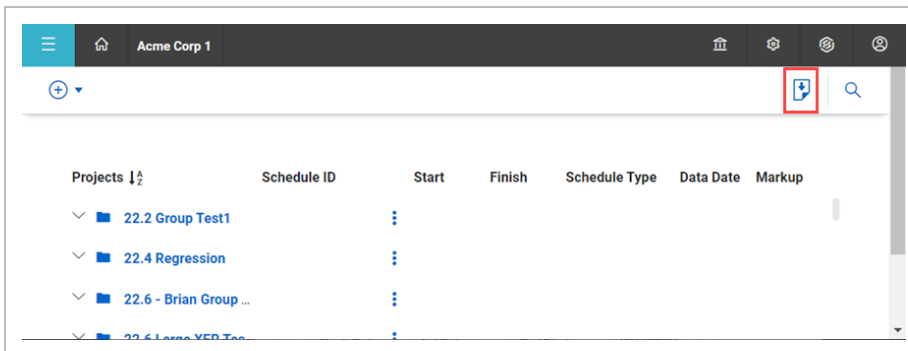 Acme Corp 1
Projects Schedule ID Start Finish Schedule Type Data Date Markup
22.2 Group Test1
22.4 Regression
22.6 - Brian Group ...